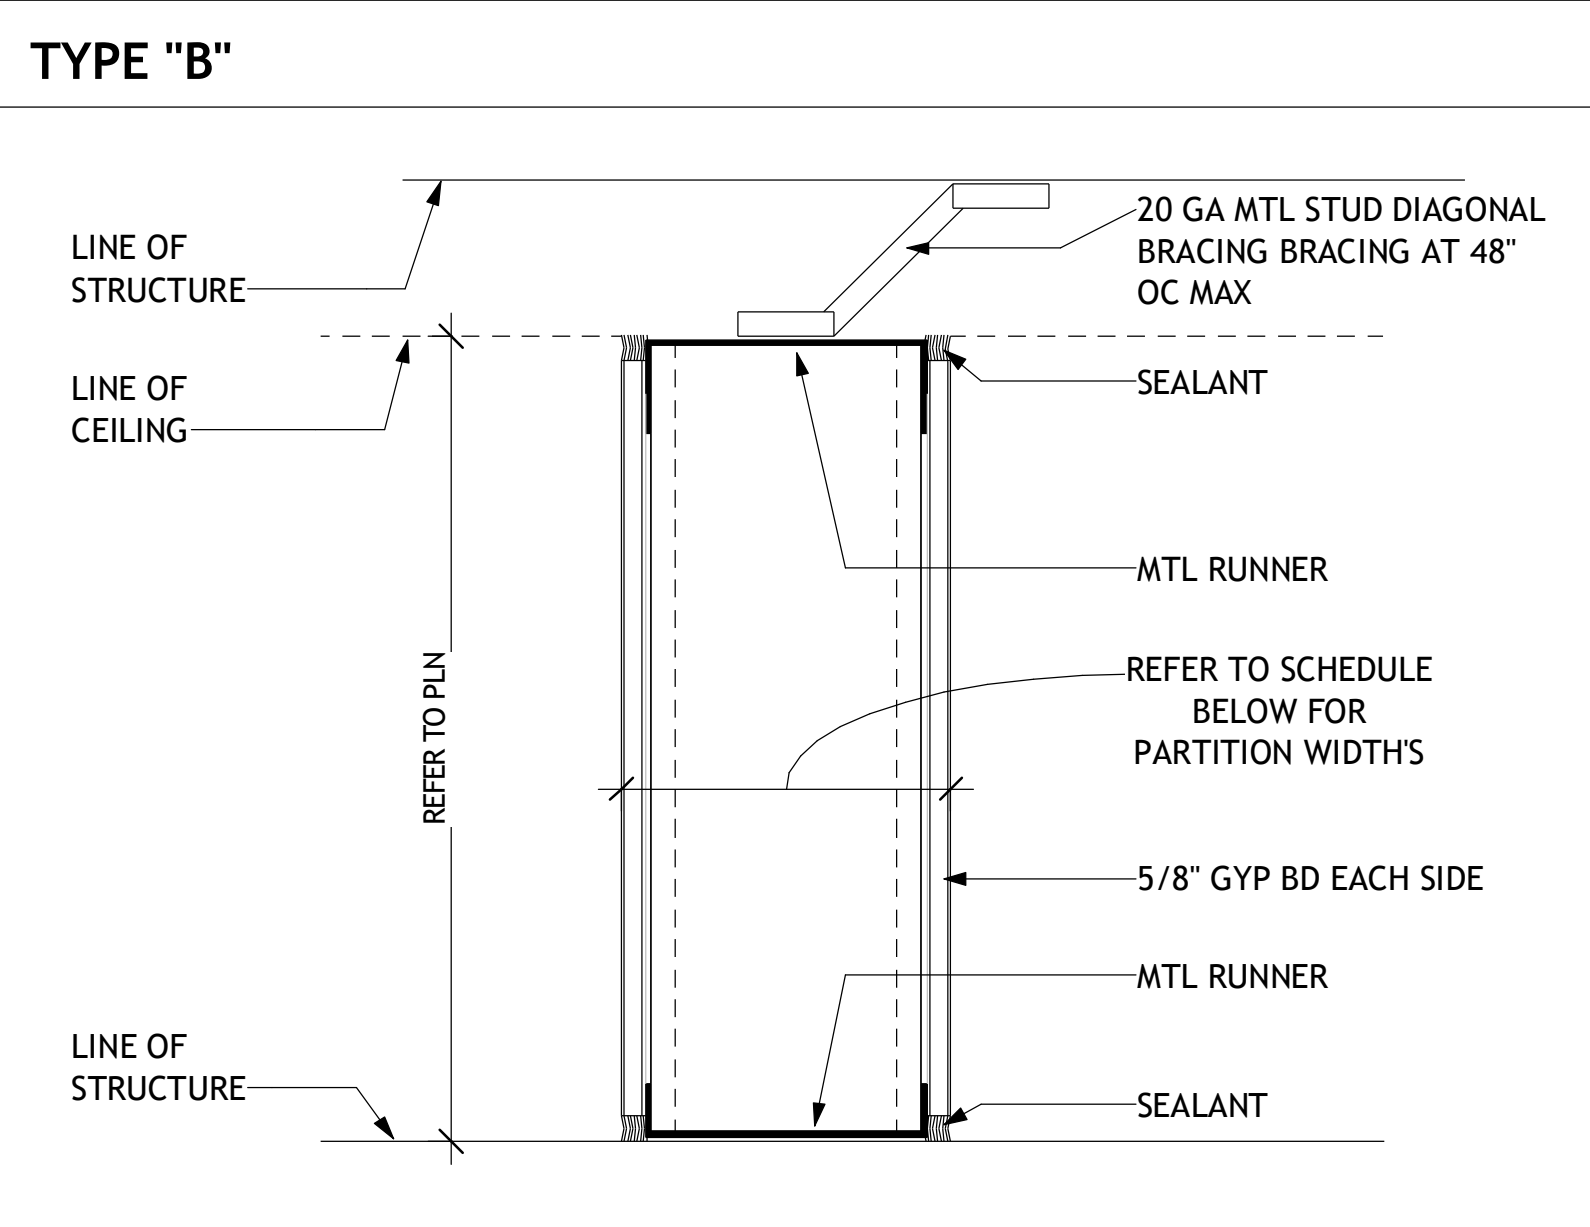 TYPE "B"
LINE OF
STRUCTURE
20 GA MTL STUD DIAGONAL
BRACING BRACING AT 48"
OC MAX
LINE OF
CEILING
SEALANT
MTL RUNNER
REFER TO PLN
REFER TO SCHEDULE
BELOW FOR
PARTITION WIDTH'S
5/8" GYP BD EACH SIDE
MTL RUNNER
LINE OF
STRUCTURE
SEALANT